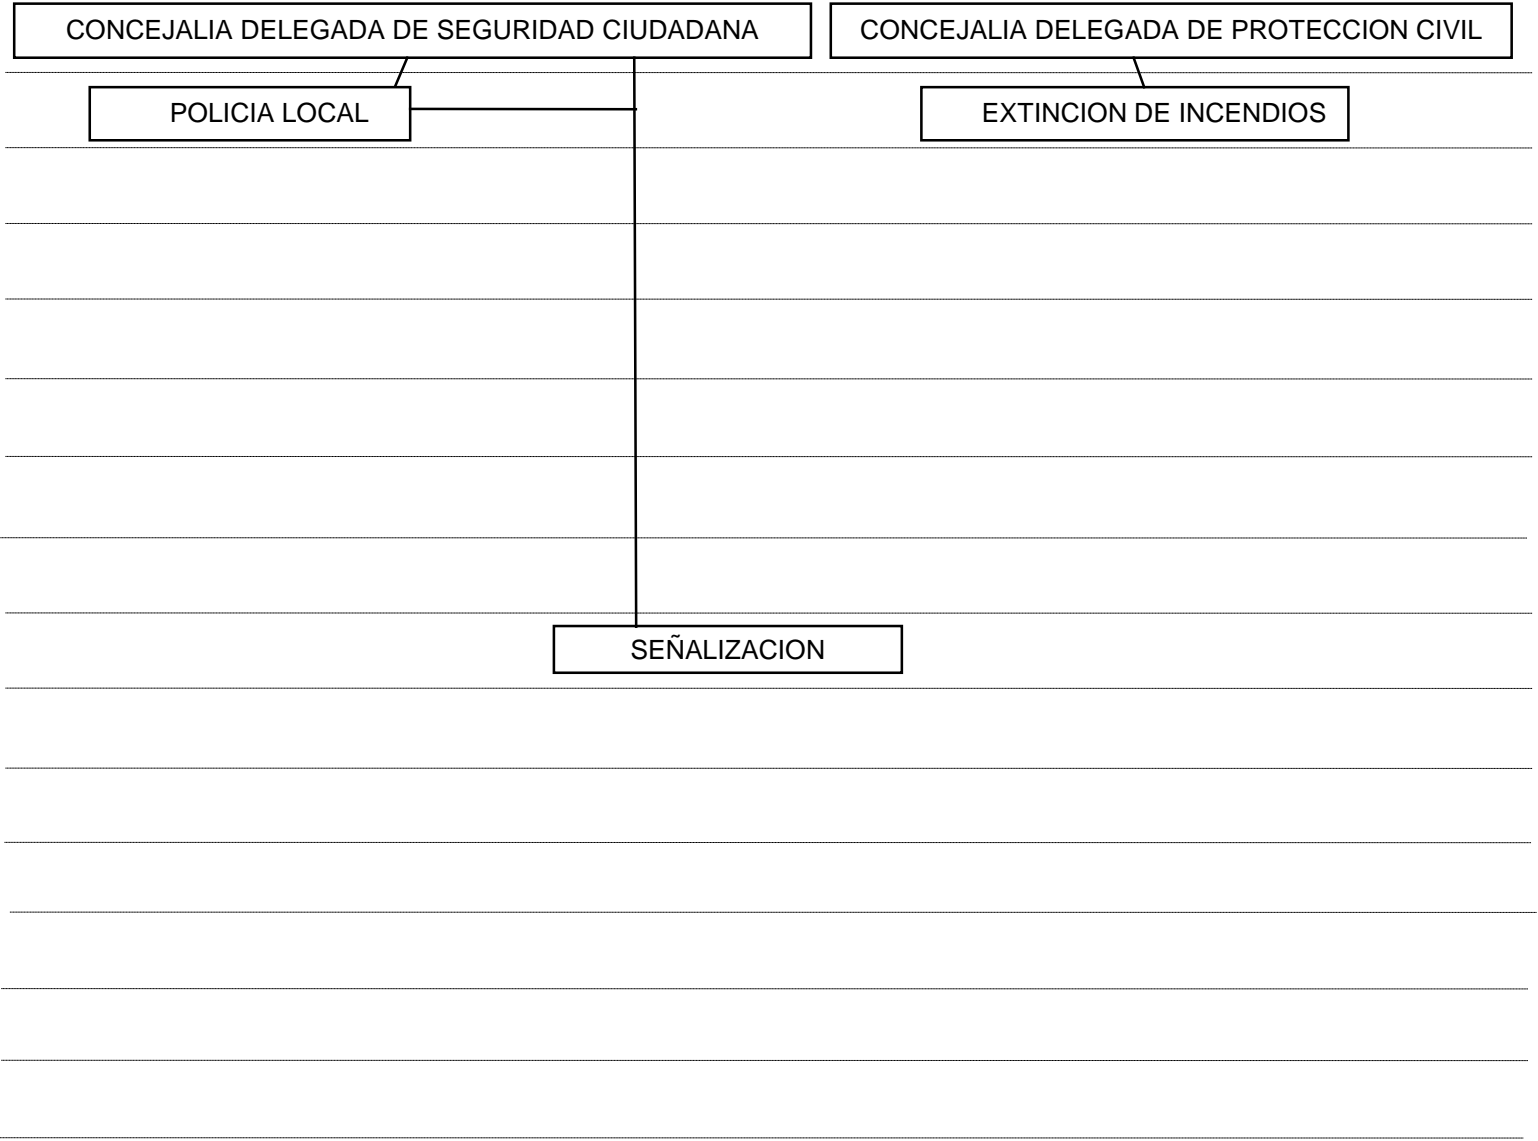 CONCEJALIA DELEGADA DE SEGURIDAD CIUDADANA
CONCEJALIA DELEGADA DE PROTECCION CIVIL
POLICIA LOCAL
EXTINCION DE INCENDIOS
SEÑALIZACION